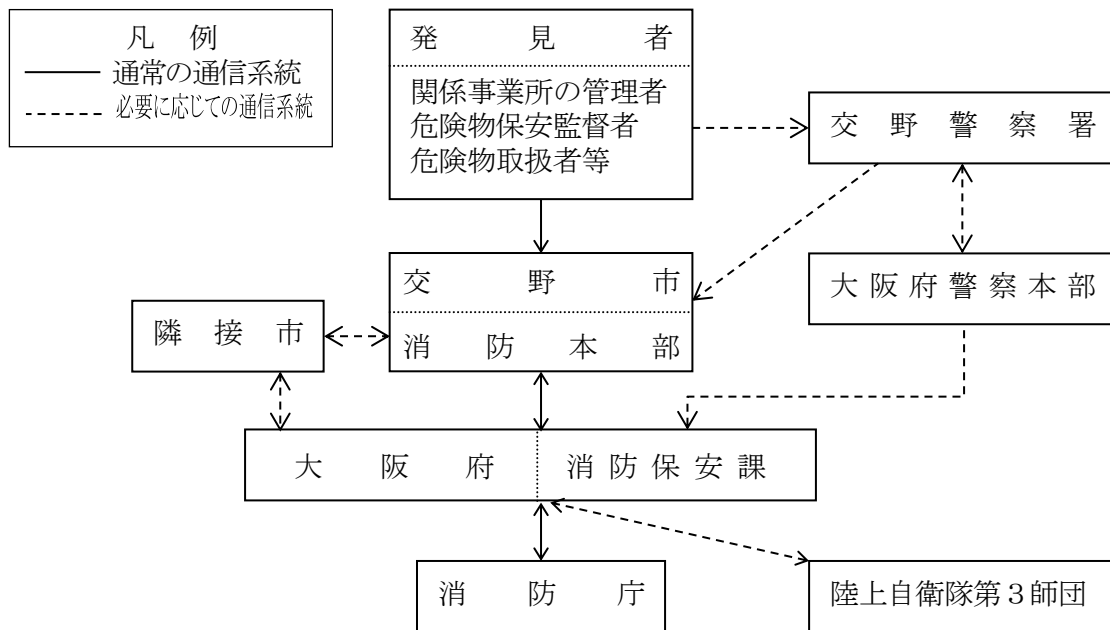 凡 例
通常の通信系統
必要に応じての通信系統
発 見 者
関係事業所の管理者
危険物保安監督者
危険物取扱者等
交 野 警 察 署
交 野 市
消 防 本 部
大 阪 府 警 察 本 部
隣 接 市
大 阪 府
消 防 保 安 課
消 防 庁
陸上自衛隊第３師団